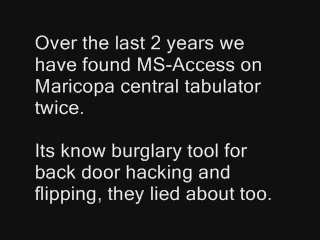 Over the last 2 years we
have found MS-Access on
Maricopa central tabulator
twice.
Its know burglary tool for
back door hacking and
flipping, they lied about too.